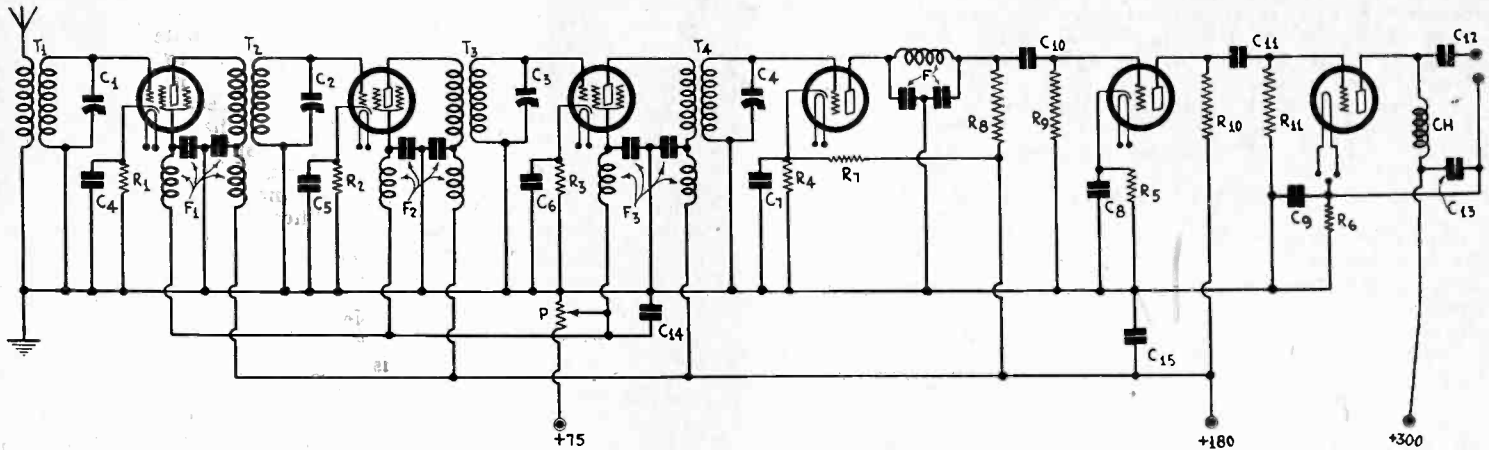 T1 C1 T2 C2 T3 C3 T4 C4 F C10 C11 C12
R8 R9 R10 R11 CH
C4 R1 F1 C5 R2 F2 C6 R3 F3 C7 R4 R7 C8 R5 C9 R6 C13
P C14 C15
+75 +180 +300